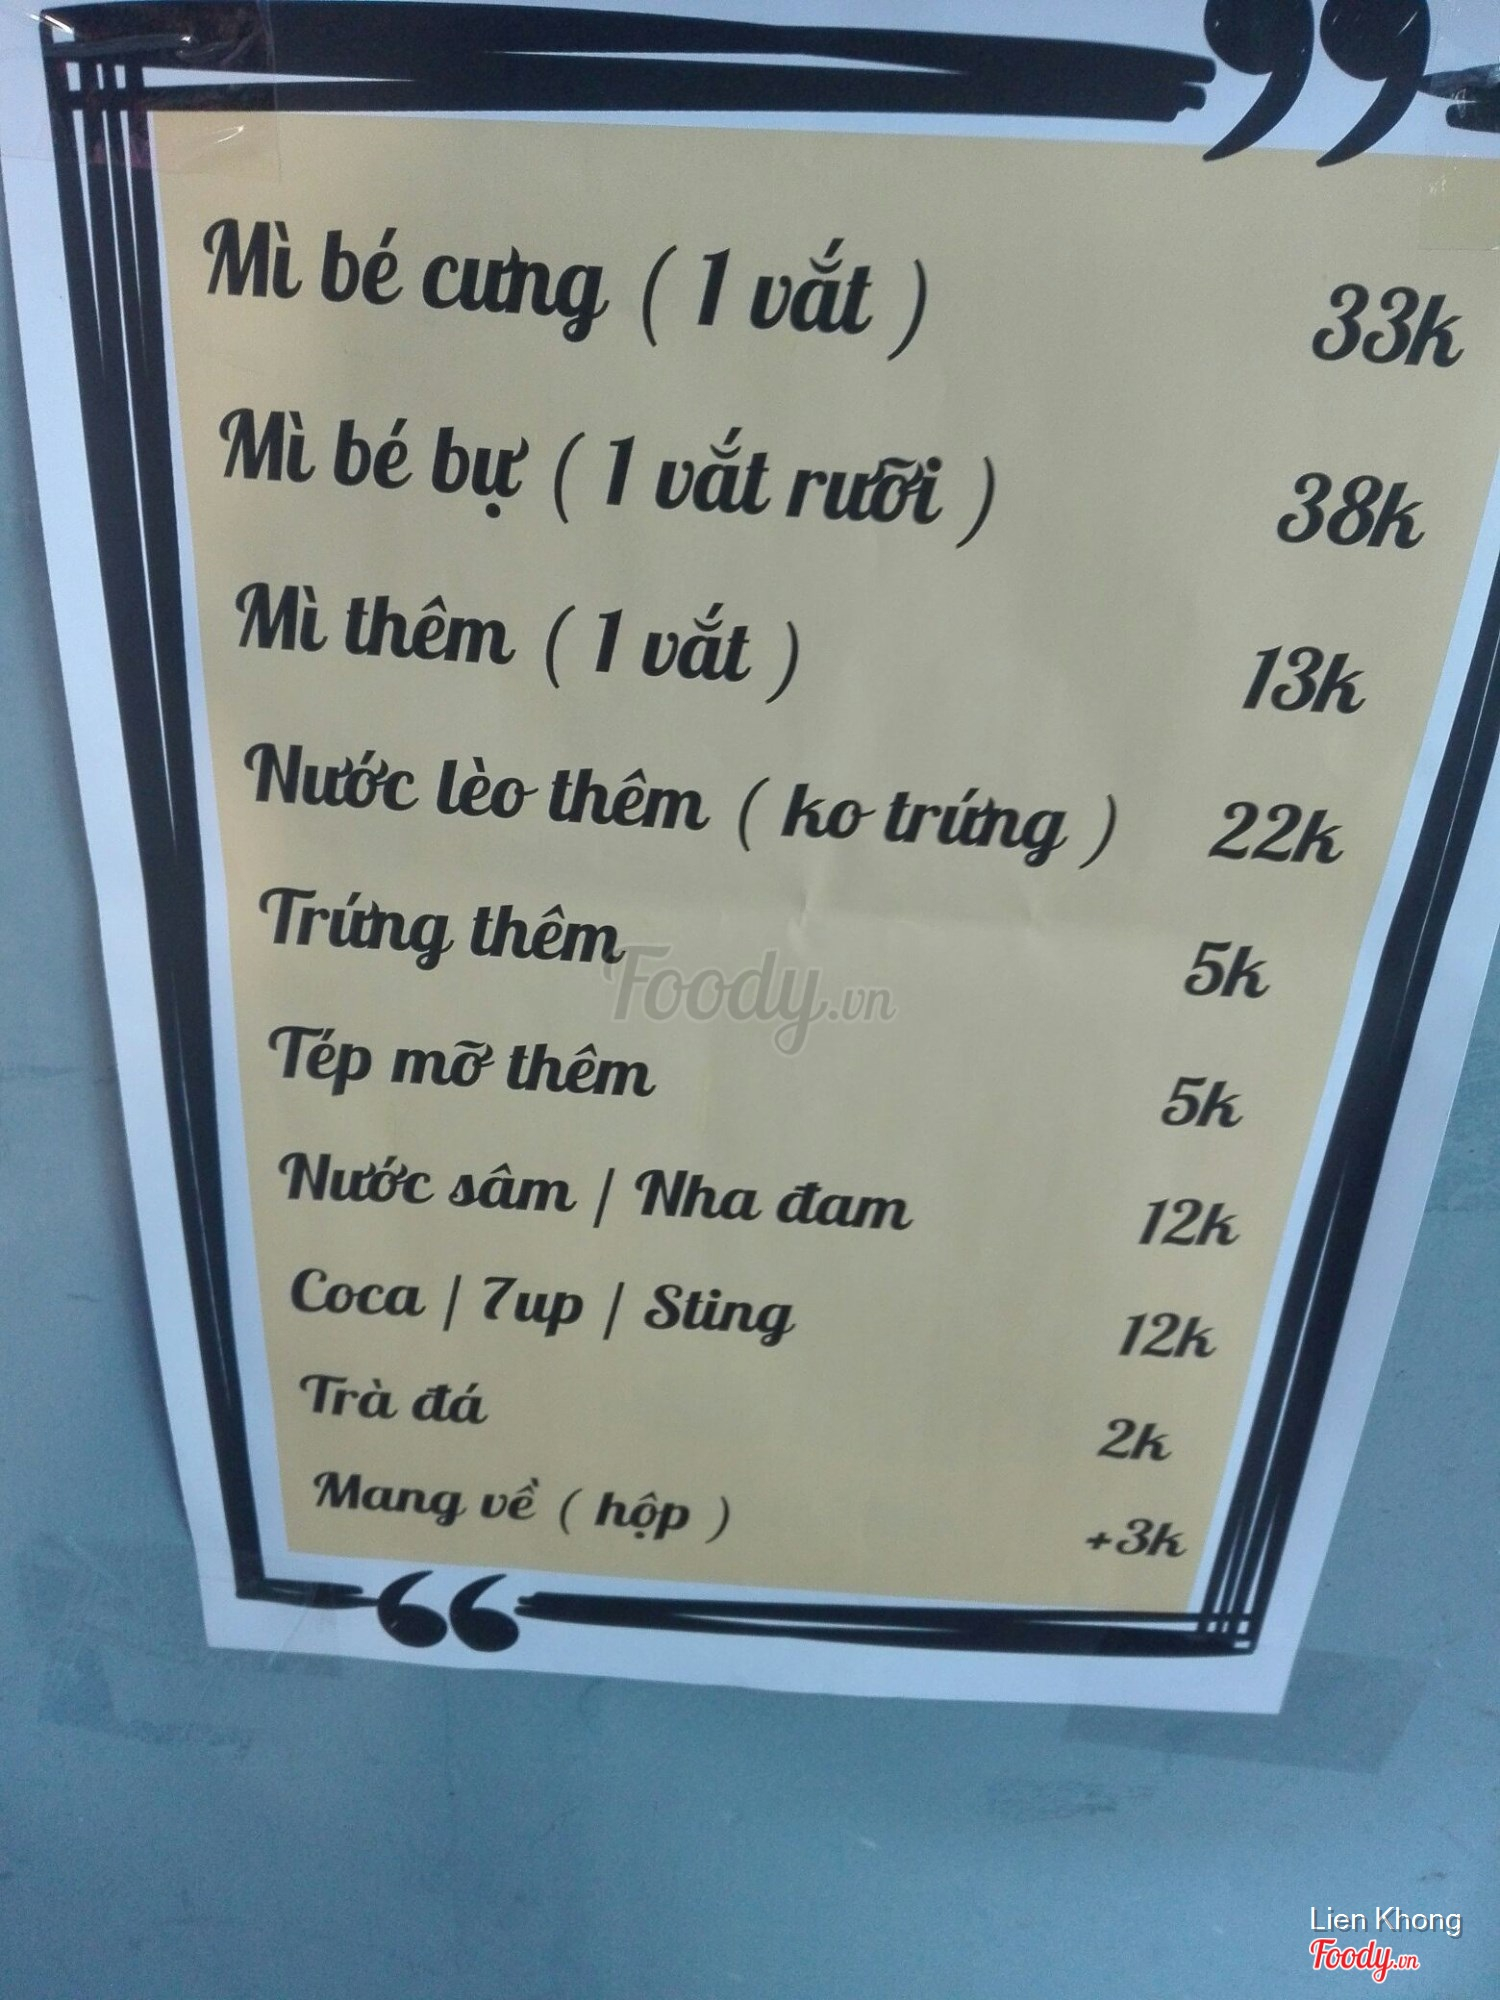 Mì bé cưng ( 1 vắt ) 33k
Mì bé bự ( 1 vắt rưỡi ) 38k
Mì thêm ( 1 vắt ) 13k
Nước lèo thêm ( ko trứng ) 22k
Trứng thêm 5k
Tép mỡ thêm 5k
Nước sâm | Nha đam 12k
Coca | 7up | Sting 12k
Trà đá 2k
Mang về ( hộp ) +3k
Foody.vn
Lien Khong
Foody.vn